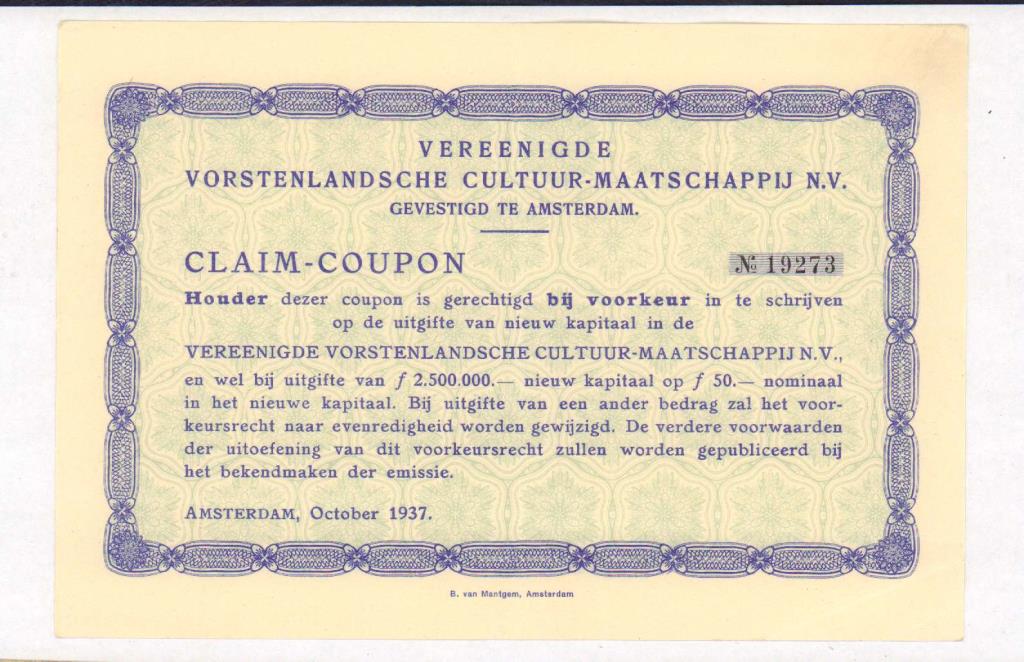 VEREENIGDE
VORSTENLANDSCHE CULTUUR-MAATSCHAPPIJ N.V.
GEVESTIGD TE AMSTERDAM.
CLAIM-COUPON
№ 19273
Houder dezer coupon is gerechtigd bij voorkeur in te schrijven
op de uitgifte van nieuw kapitaal in de
VEREENIGDE VORSTENLANDSCHE CULTUUR-MAATSCHAPPIJ N.V.,
en wel bij uitgifte van ƒ 2.500.000.— nieuw kapitaal op ƒ 50.— nominaal
in het nieuwe kapitaal. Bij uitgifte van een ander bedrag zal het voor-
keursrecht naar evenredigheid worden gewijzigd. De verdere voorwaarden
der uitoefening van dit voorkeursrecht zullen worden gepubliceerd bij
het bekendmaken der emissie.
AMSTERDAM, October 1937.
B. van Mantgem, Amsterdam